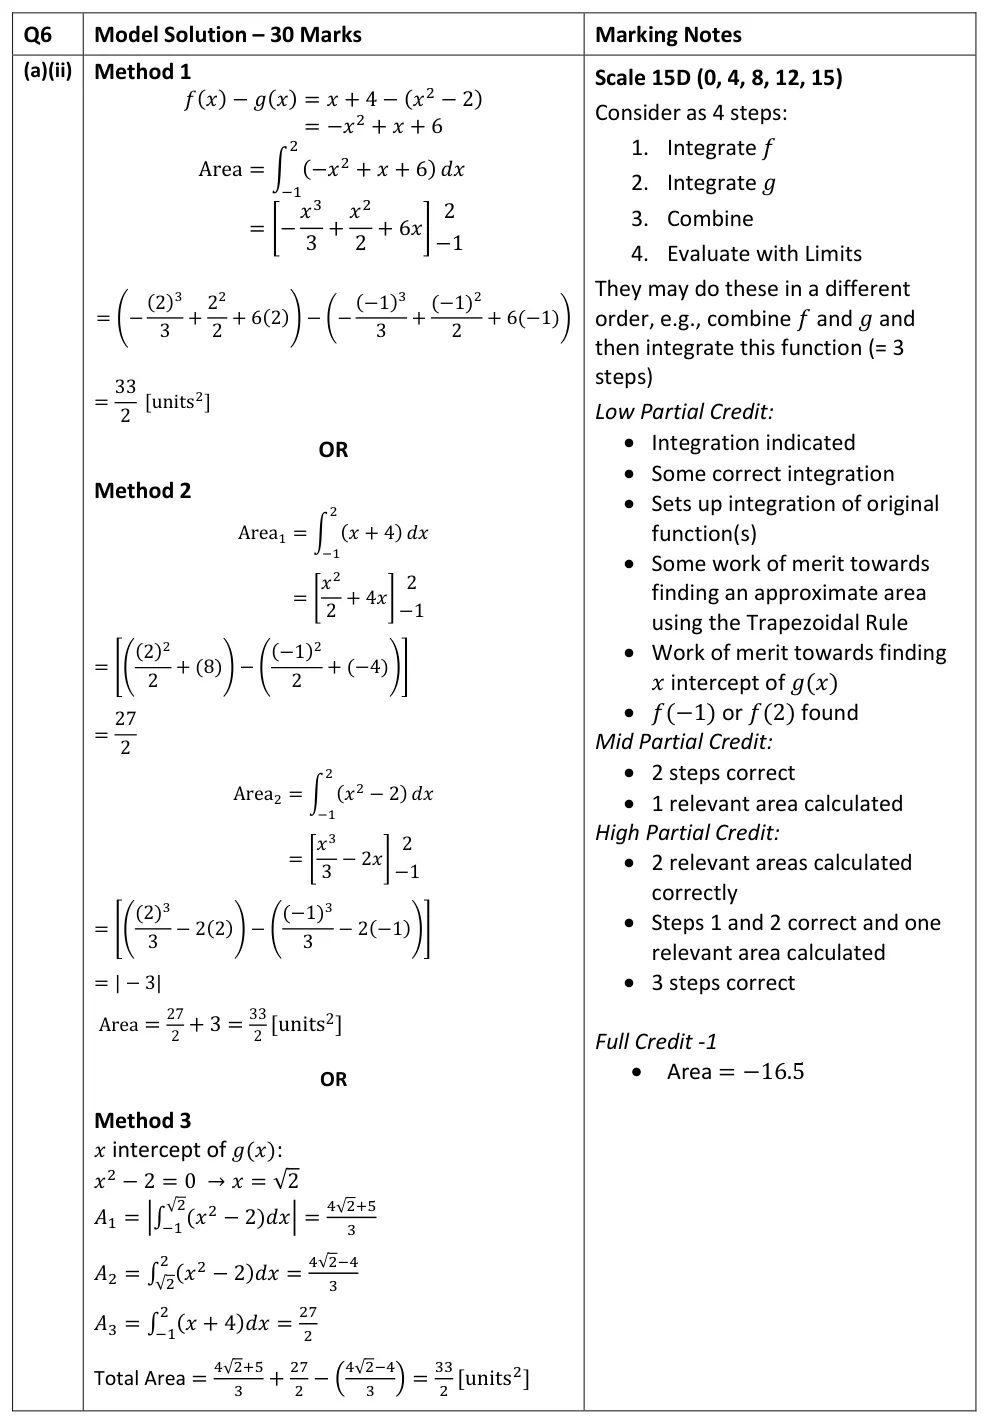 Q6 Model Solution – 30 Marks Marking Notes
(a)(ii) Method 1
f(x) − g(x) = x + 4 − (x² − 2)
= −x² + x + 6
Area = ∫₋₁² (−x² + x + 6) dx
= [−x³/3 + x²/2 + 6x] 2 −1
= (−(2)³/3 + 2²/2 + 6(2)) − (−(−1)³/3 + (−1)²/2 + 6(−1))
= 33/2 [units²]
OR
Method 2
Area₁ = ∫₋₁² (x + 4) dx
= [x²/2 + 4x] 2 −1
= [((2)²/2 + (8)) − ((−1)²/2 + (−4))]
= 27/2
Area₂ = ∫₋₁² (x² − 2) dx
= [x³/3 − 2x] 2 −1
= [((2)³/3 − 2(2)) − ((−1)³/3 − 2(−1))]
= | − 3|
Area = 27/2 + 3 = 33/2 [units²]
OR
Method 3
x intercept of g(x):
x² − 2 = 0 → x = √2
A₁ = |∫₋₁^√2 (x² − 2)dx| = (4√2+5)/3
A₂ = ∫√2^2 (x² − 2)dx = (4√2−4)/3
A₃ = ∫₋₁² (x + 4)dx = 27/2
Total Area = (4√2+5)/3 + 27/2 − ((4√2−4)/3) = 33/2 [units²]
Scale 15D (0, 4, 8, 12, 15)
Consider as 4 steps:
1. Integrate f
2. Integrate g
3. Combine
4. Evaluate with Limits
They may do these in a different
order, e.g., combine f and g and
then integrate this function (= 3
steps)
Low Partial Credit:
• Integration indicated
• Some correct integration
• Sets up integration of original
function(s)
• Some work of merit towards
finding an approximate area
using the Trapezoidal Rule
• Work of merit towards finding
x intercept of g(x)
• f(−1) or f(2) found
Mid Partial Credit:
• 2 steps correct
• 1 relevant area calculated
High Partial Credit:
• 2 relevant areas calculated
correctly
• Steps 1 and 2 correct and one
relevant area calculated
• 3 steps correct
Full Credit -1
• Area = −16.5